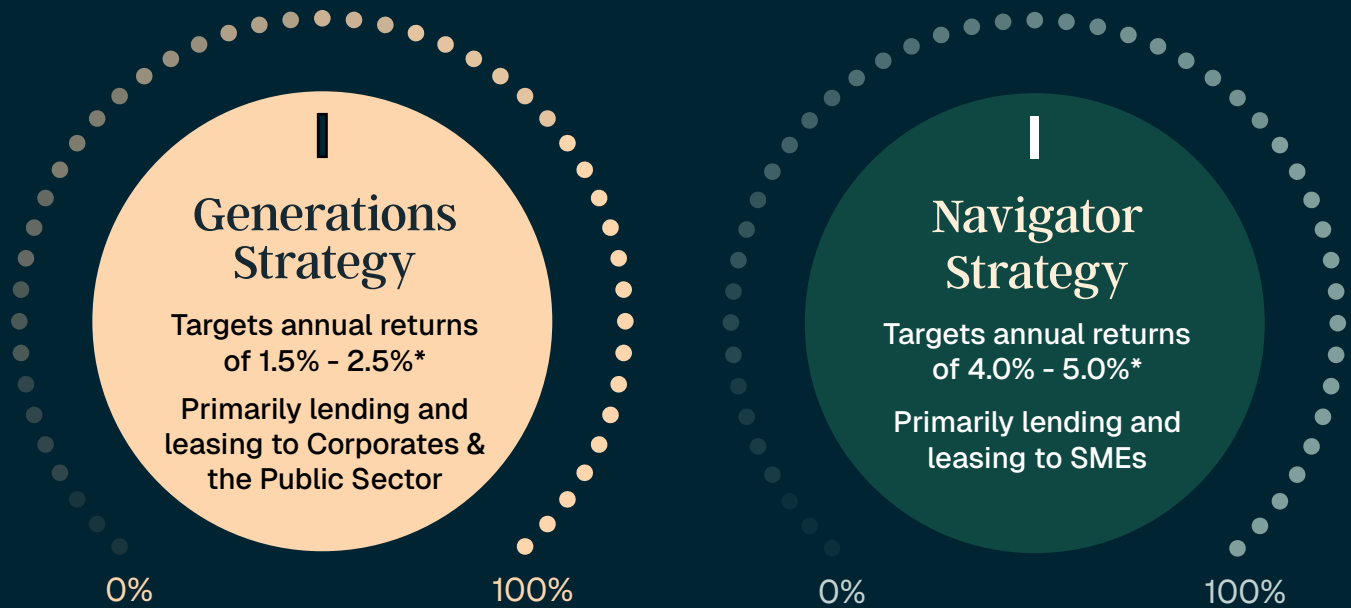 Generations
Strategy
Targets annual returns
of 1.5% - 2.5%*
Primarily lending and
leasing to Corporates &
the Public Sector
0%
100%
Navigator
Strategy
Targets annual returns
of 4.0% - 5.0%*
Primarily lending and
leasing to SMEs
0%
100%